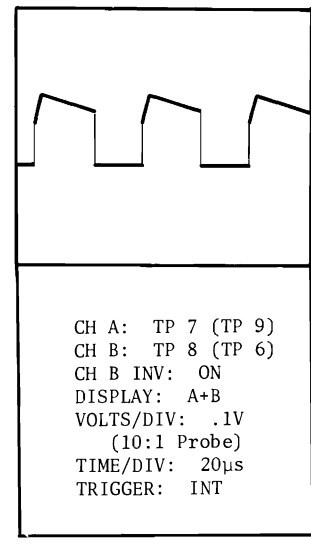 CH A: TP 7 (TP 9)
CH B: TP 8 (TP 6)
CH B INV: ON
DISPLAY: A+B
VOLTS/DIV: .1V
(10:1 Probe)
TIME/DIV: 20µs
TRIGGER: INT